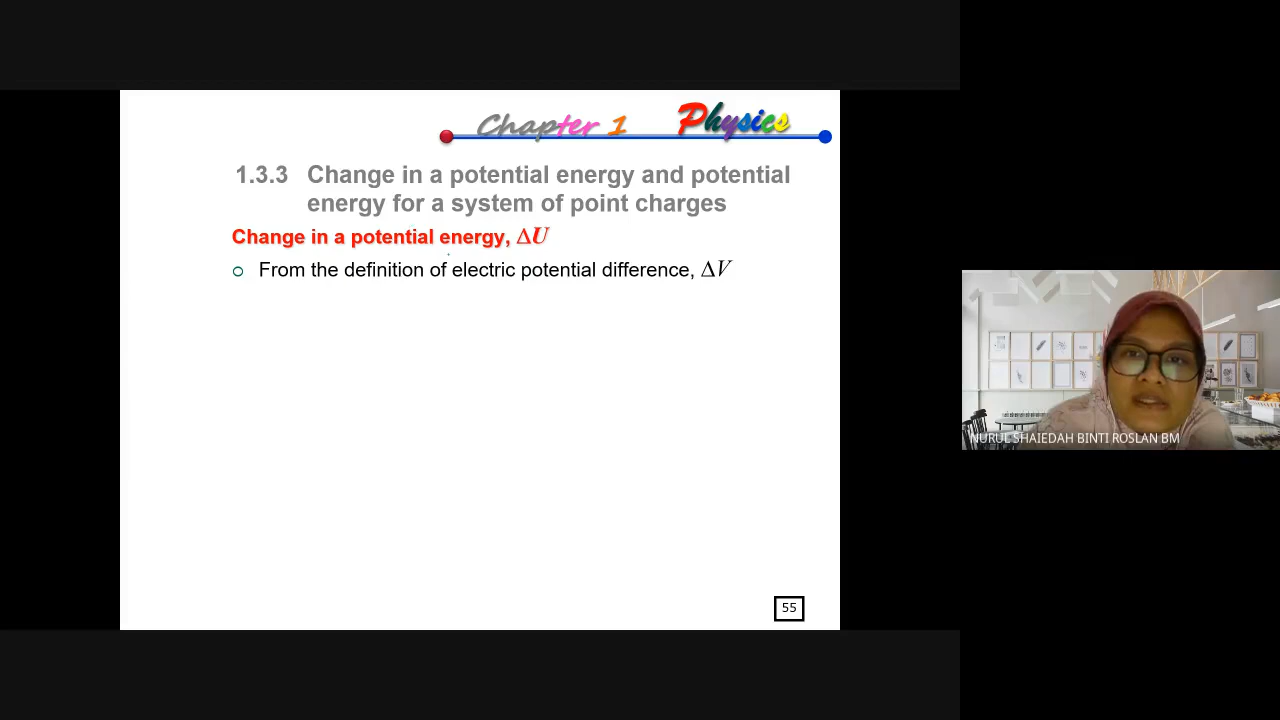 Chapter 1 Physics
1.3.3 Change in a potential energy and potential
energy for a system of point charges
Change in a potential energy, ΔU
From the definition of electric potential difference, ΔV
NURUL SHAIEDAH BINTI ROSLAN BM
55